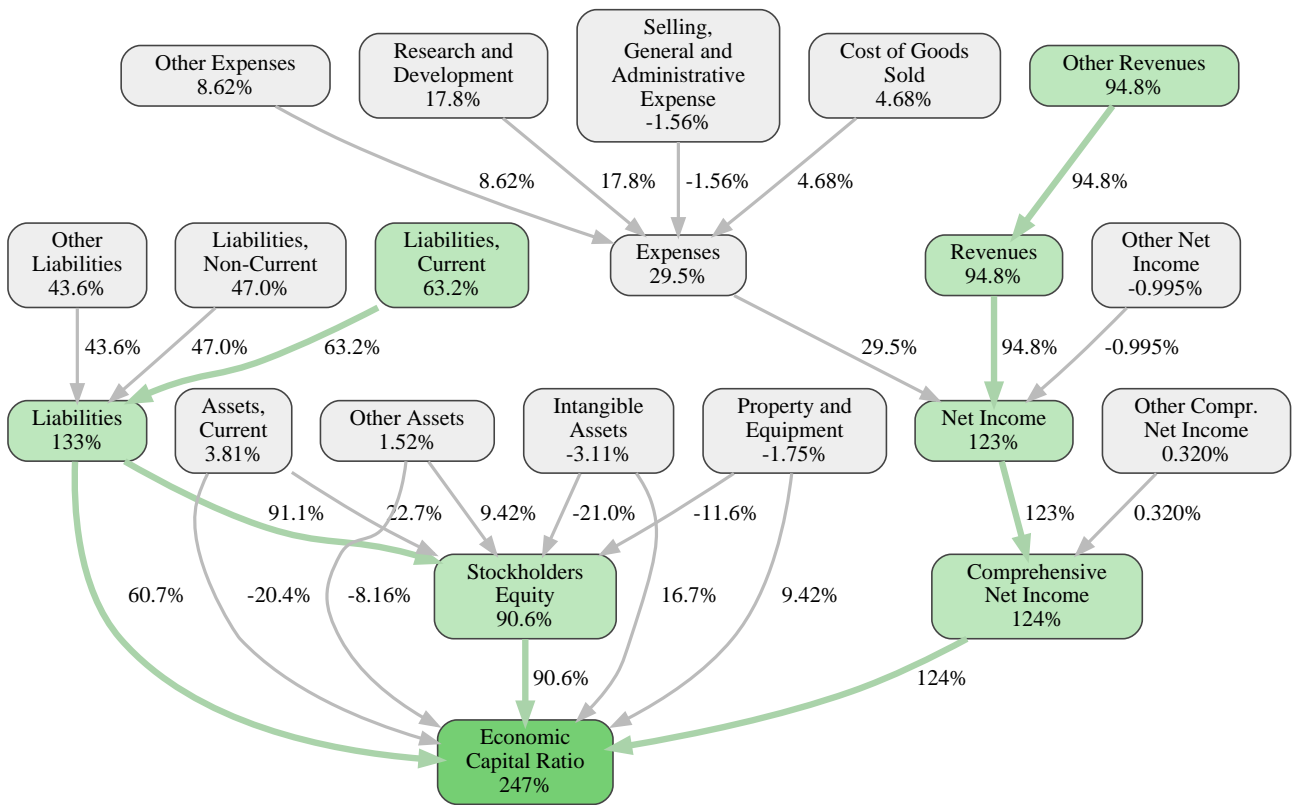 Other Expenses
8.62%
Research and
Development
17.8%
Selling,
General and
Administrative
Expense
-1.56%
Cost of Goods
Sold
4.68%
Other Revenues
94.8%
8.62%
17.8%
-1.56%
4.68%
94.8%
Other
Liabilities
43.6%
Liabilities,
Non-Current
47.0%
Liabilities,
Current
63.2%
Expenses
29.5%
Revenues
94.8%
Other Net
Income
-0.995%
43.6%
47.0%
63.2%
29.5%
94.8%
-0.995%
Liabilities
133%
Assets,
Current
3.81%
Other Assets
1.52%
Intangible
Assets
-3.11%
Property and
Equipment
-1.75%
Net Income
123%
Other Compr.
Net Income
0.320%
91.1%
22.7%
9.42%
-21.0%
-11.6%
123%
0.320%
60.7%
-20.4%
-8.16%
Stockholders
Equity
90.6%
16.7%
9.42%
Comprehensive
Net Income
124%
90.6%
124%
Economic
Capital Ratio
247%